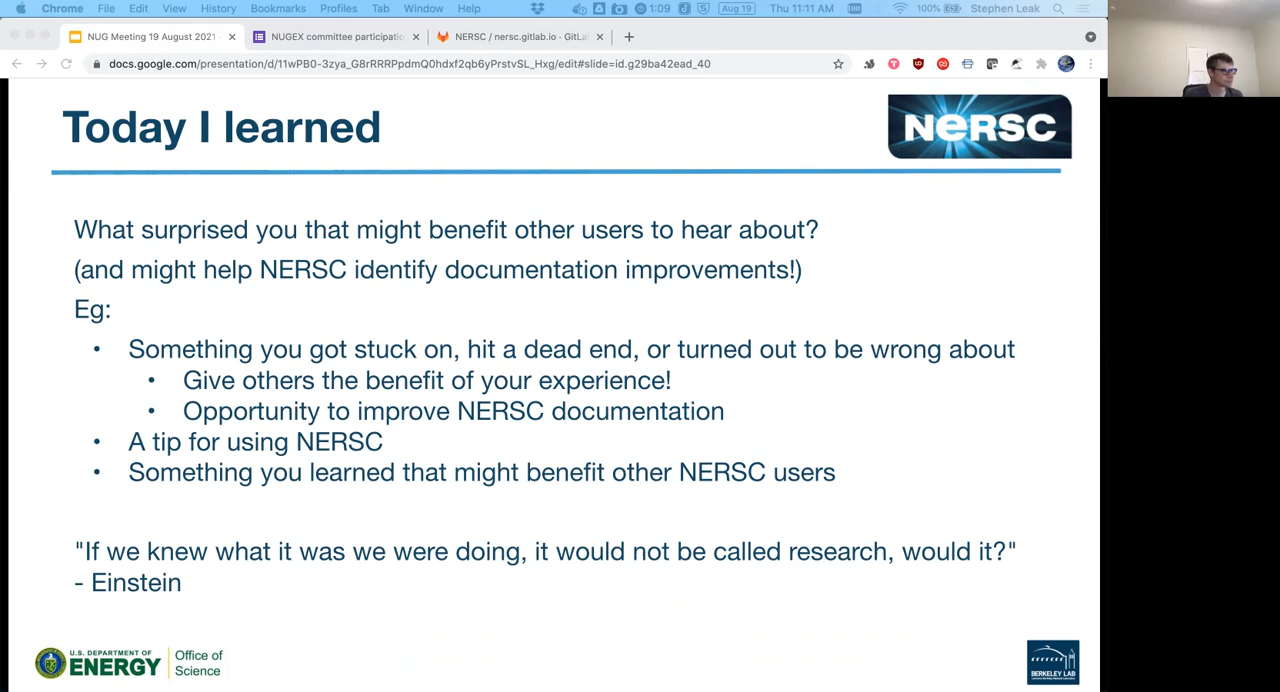 Chrome File Edit View History Bookmarks Profiles Tab Window Help 1:09 Aug 19 Thu 11:11 AM 100% Stephen Leak
NUG Meeting 19 August 2021 - NUGEX committee participatio NERSC / nersc.gitlab.io · GitLa
docs.google.com/presentation/d/11wPB0-3zya_G8rRRRPpdmQ0hdxf2qb6yPrstvSL_Hxg/edit#slide=id.g29ba42ead_40
Today I learned
NERSC
What surprised you that might benefit other users to hear about?
(and might help NERSC identify documentation improvements!)
Eg:
• Something you got stuck on, hit a dead end, or turned out to be wrong about
• Give others the benefit of your experience!
• Opportunity to improve NERSC documentation
• A tip for using NERSC
• Something you learned that might benefit other NERSC users
"If we knew what it was we were doing, it would not be called research, would it?"
- Einstein
U.S. DEPARTMENT OF
ENERGY
Office of
Science
BERKELEY LAB